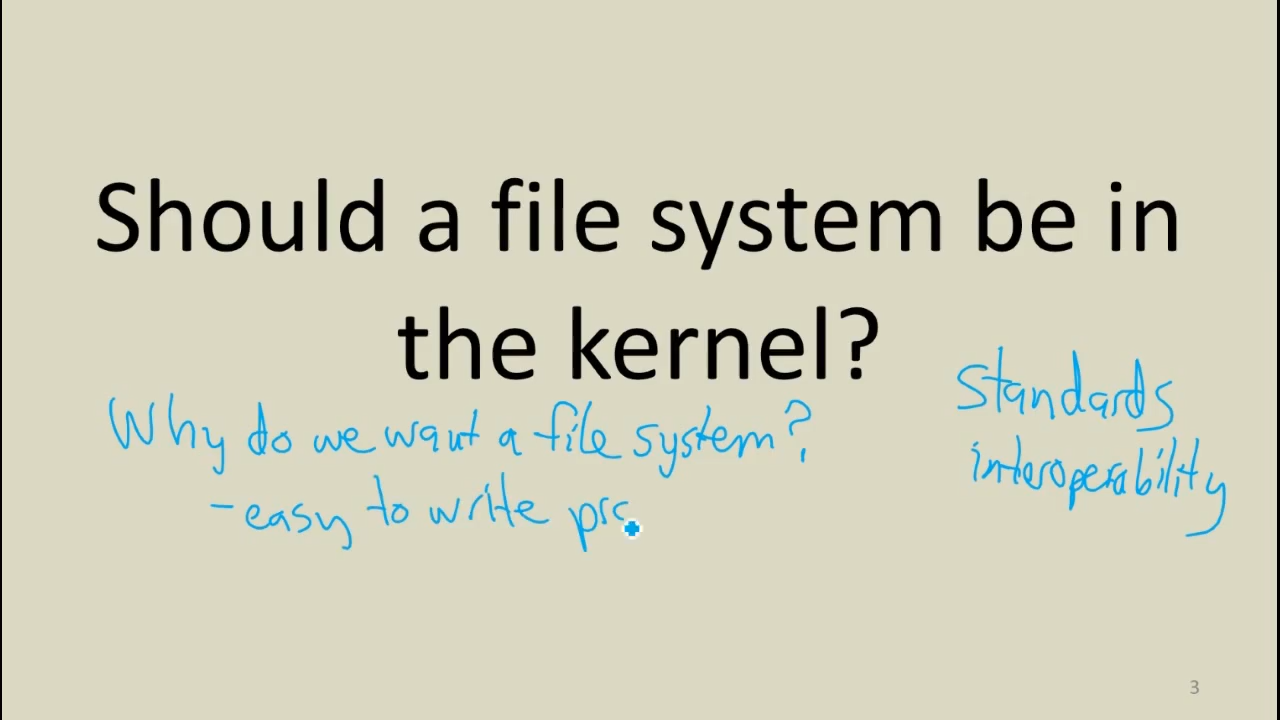 Should a file system be in
the kernel?
Standards
interoperability
Why do we want a file system?
- easy to write
3